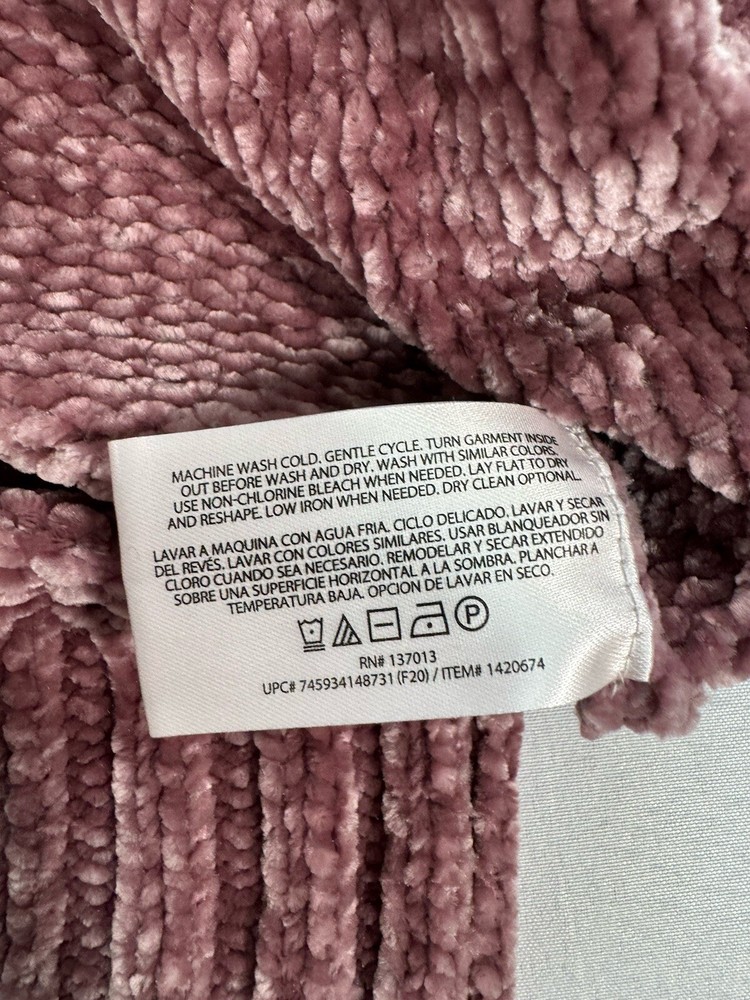 MACHINE WASH COLD. GENTLE CYCLE. TURN GARMENT INSIDE
OUT BEFORE WASH AND DRY. WASH WITH SIMILAR COLORS.
USE NON-CHLORINE BLEACH WHEN NEEDED. LAY FLAT TO DRY
AND RESHAPE. LOW IRON WHEN NEEDED. DRY CLEAN OPTIONAL.
LAVAR A MAQUINA CON AGUA FRIA. CICLO DELICADO. LAVAR Y SECAR
DEL REVÉS. LAVAR CON COLORES SIMILARES. USAR BLANQUEADOR SIN
CLORO CUANDO SEA NECESARIO. REMODELAR Y SECAR EXTENDIDO
SOBRE UNA SUPERFICIE HORIZONTAL A LA SOMBRA. PLANCHAR A
TEMPERATURA BAJA. OPCION DE LAVAR EN SECO.
P
RN# 137013
UPC# 745934148731 (F20) / ITEM# 1420674